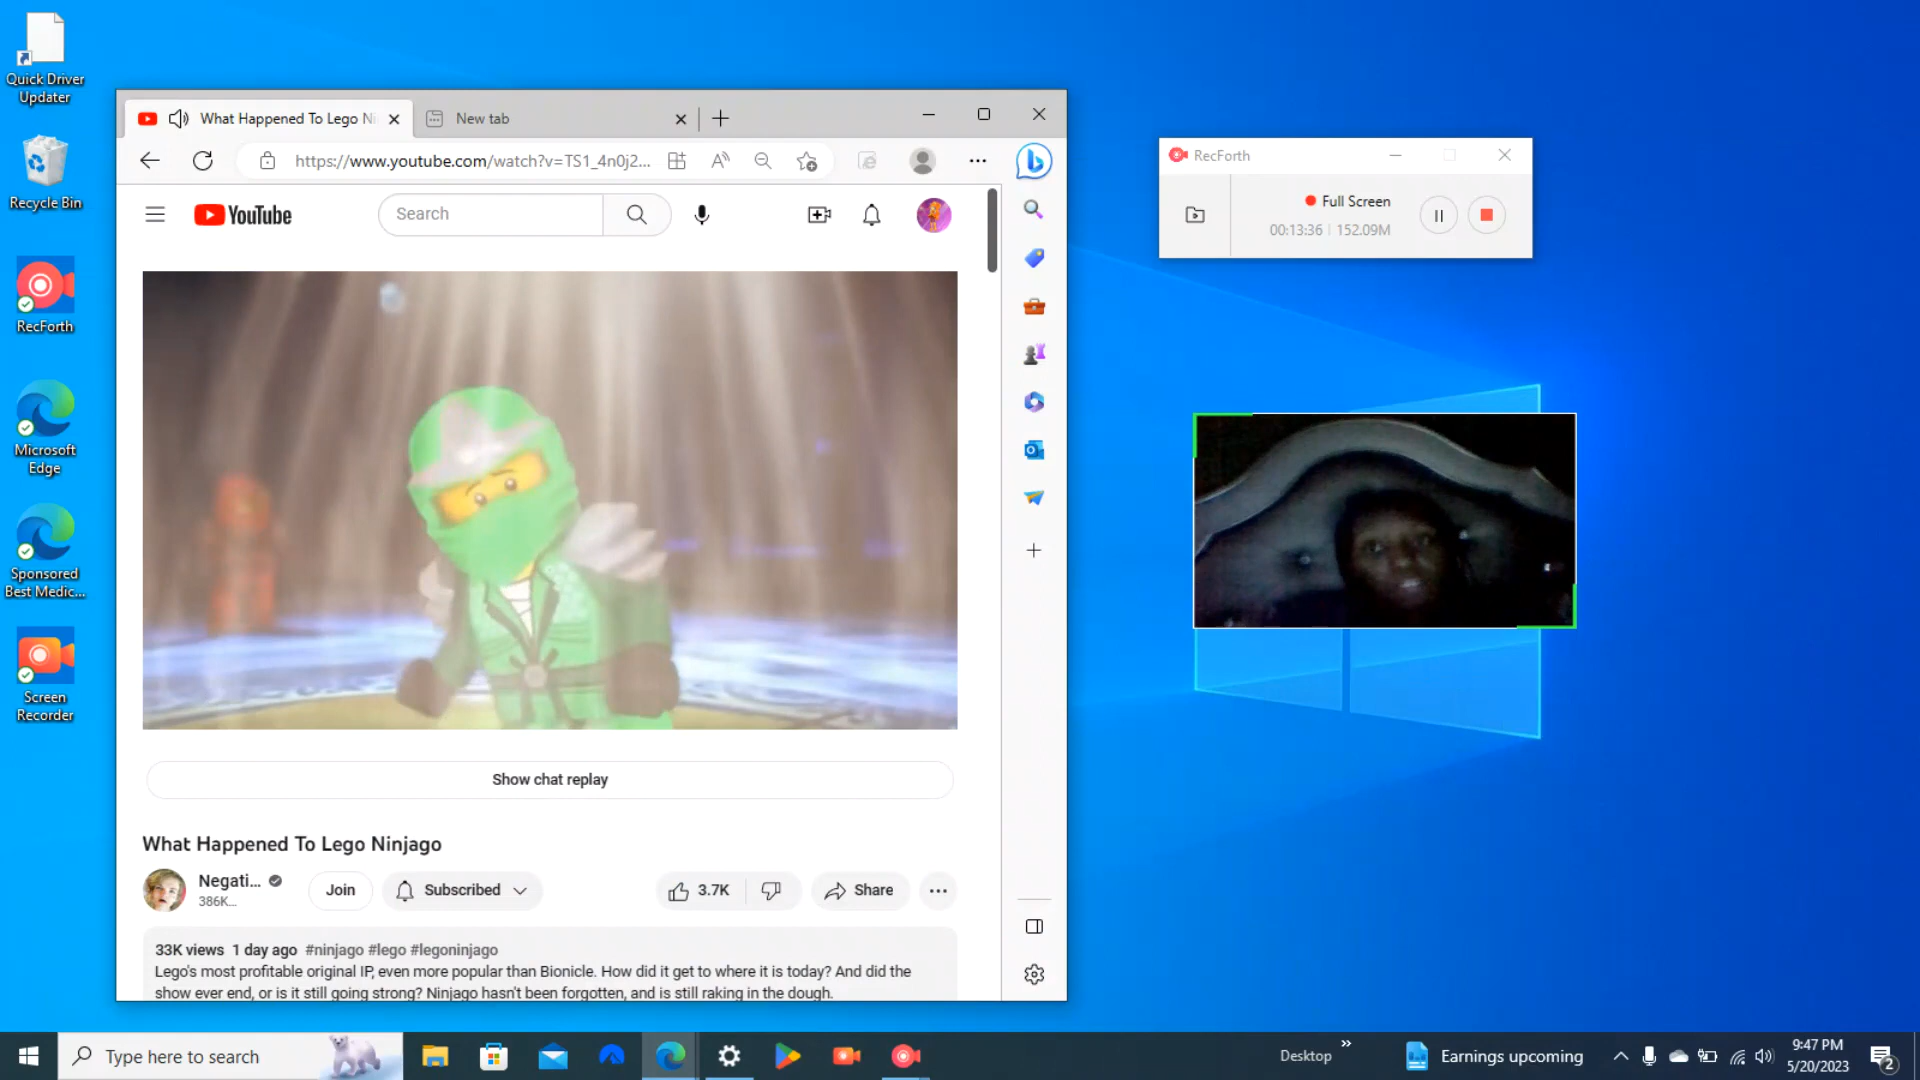 Quick Driver
Updater
Recycle Bin
RecForth
Microsoft
Edge
Sponsored
Best Medic...
Screen
Recorder
What Happened To Lego Ni
New tab
https://www.youtube.com/watch?v=TS1_4n0j2...
YouTube
Search
Show chat replay
What Happened To Lego Ninjago
Negati...
386K...
Join
Subscribed
3.7K
Share
33K views 1 day ago #ninjago #lego #legoninjago
Lego's most profitable original IP, even more popular than Bionicle. How did it get to where it is today? And did the
show ever end, or is it still going strong? Ninjago hasn't been forgotten, and is still raking in the dough.
RecForth
Full Screen
00:13:36 | 152.09M
Type here to search
Desktop
Earnings upcoming
9:47 PM
5/20/2023
2